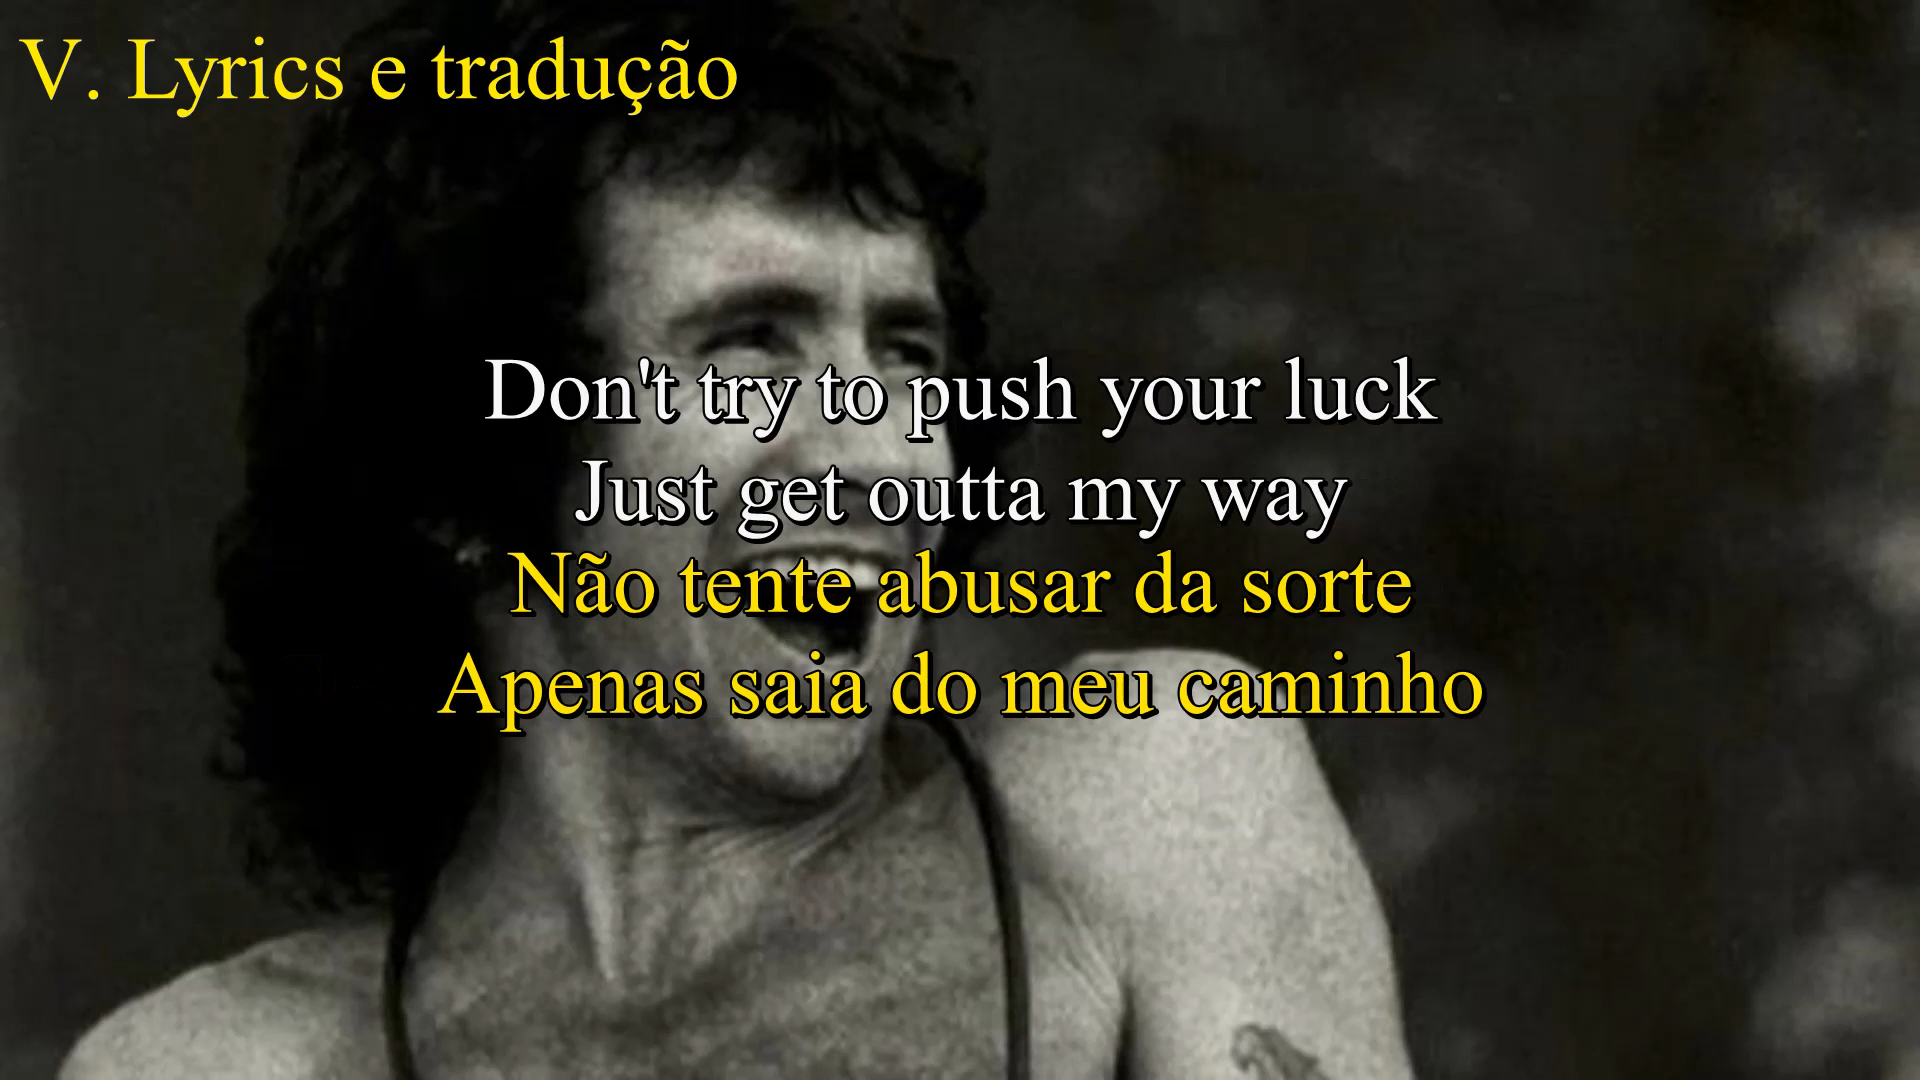 V. Lyrics e tradução
Don't try to push your luck
Just get outta my way
Não tente abusar da sorte
Apenas saia do meu caminho